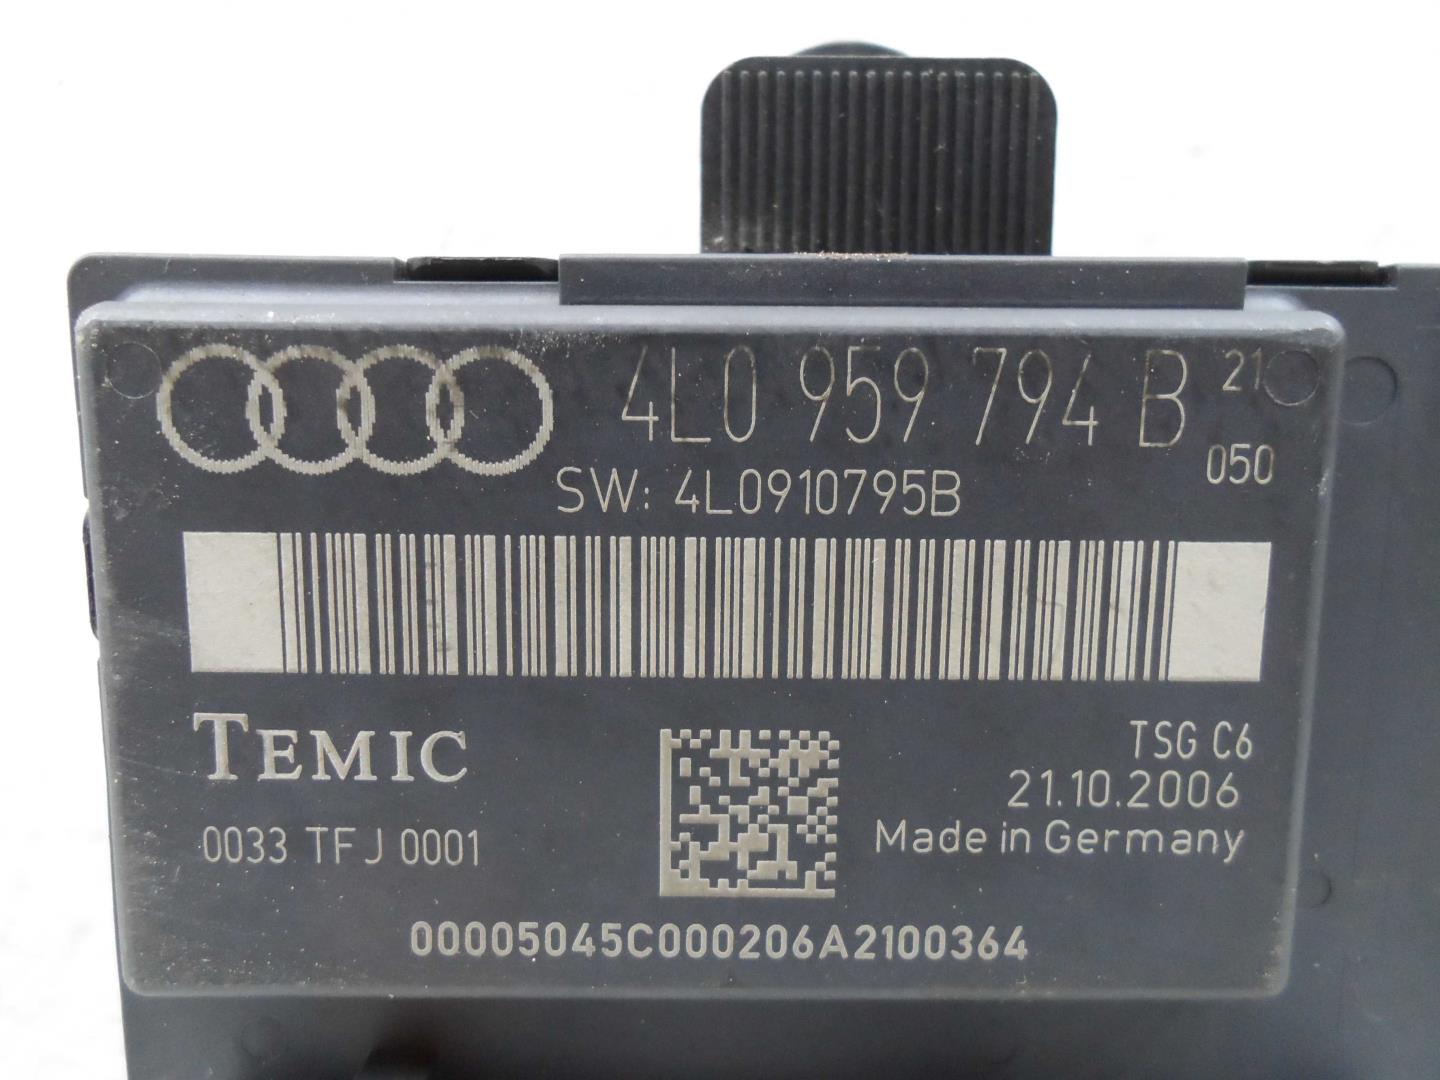 4L0 959 794 B 21
050
SW: 4L0910795B
TEMIC
TSG C6
21.10.2006
0033 TFJ 0001
Made in Germany
00005045C000206A2100364